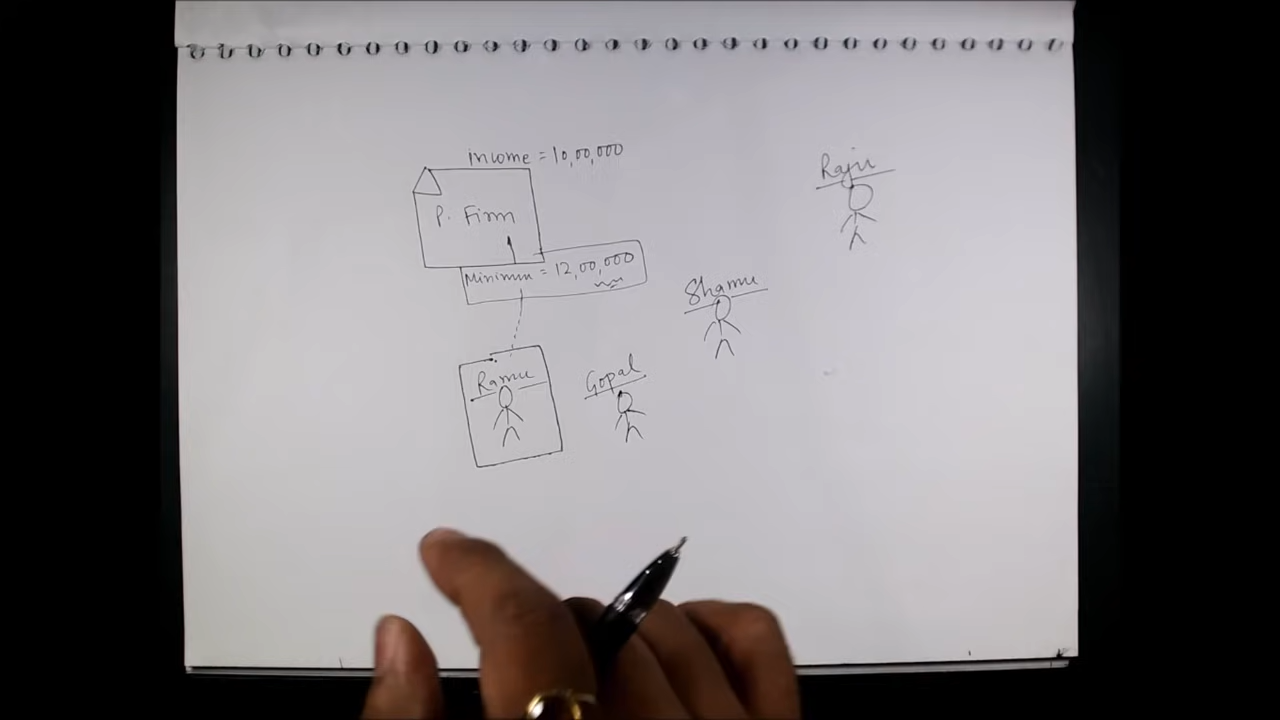 income = 10,00,000
P. Firm
Minimum = 12,00,000
Raju
Shamu
Ramu
Gopal